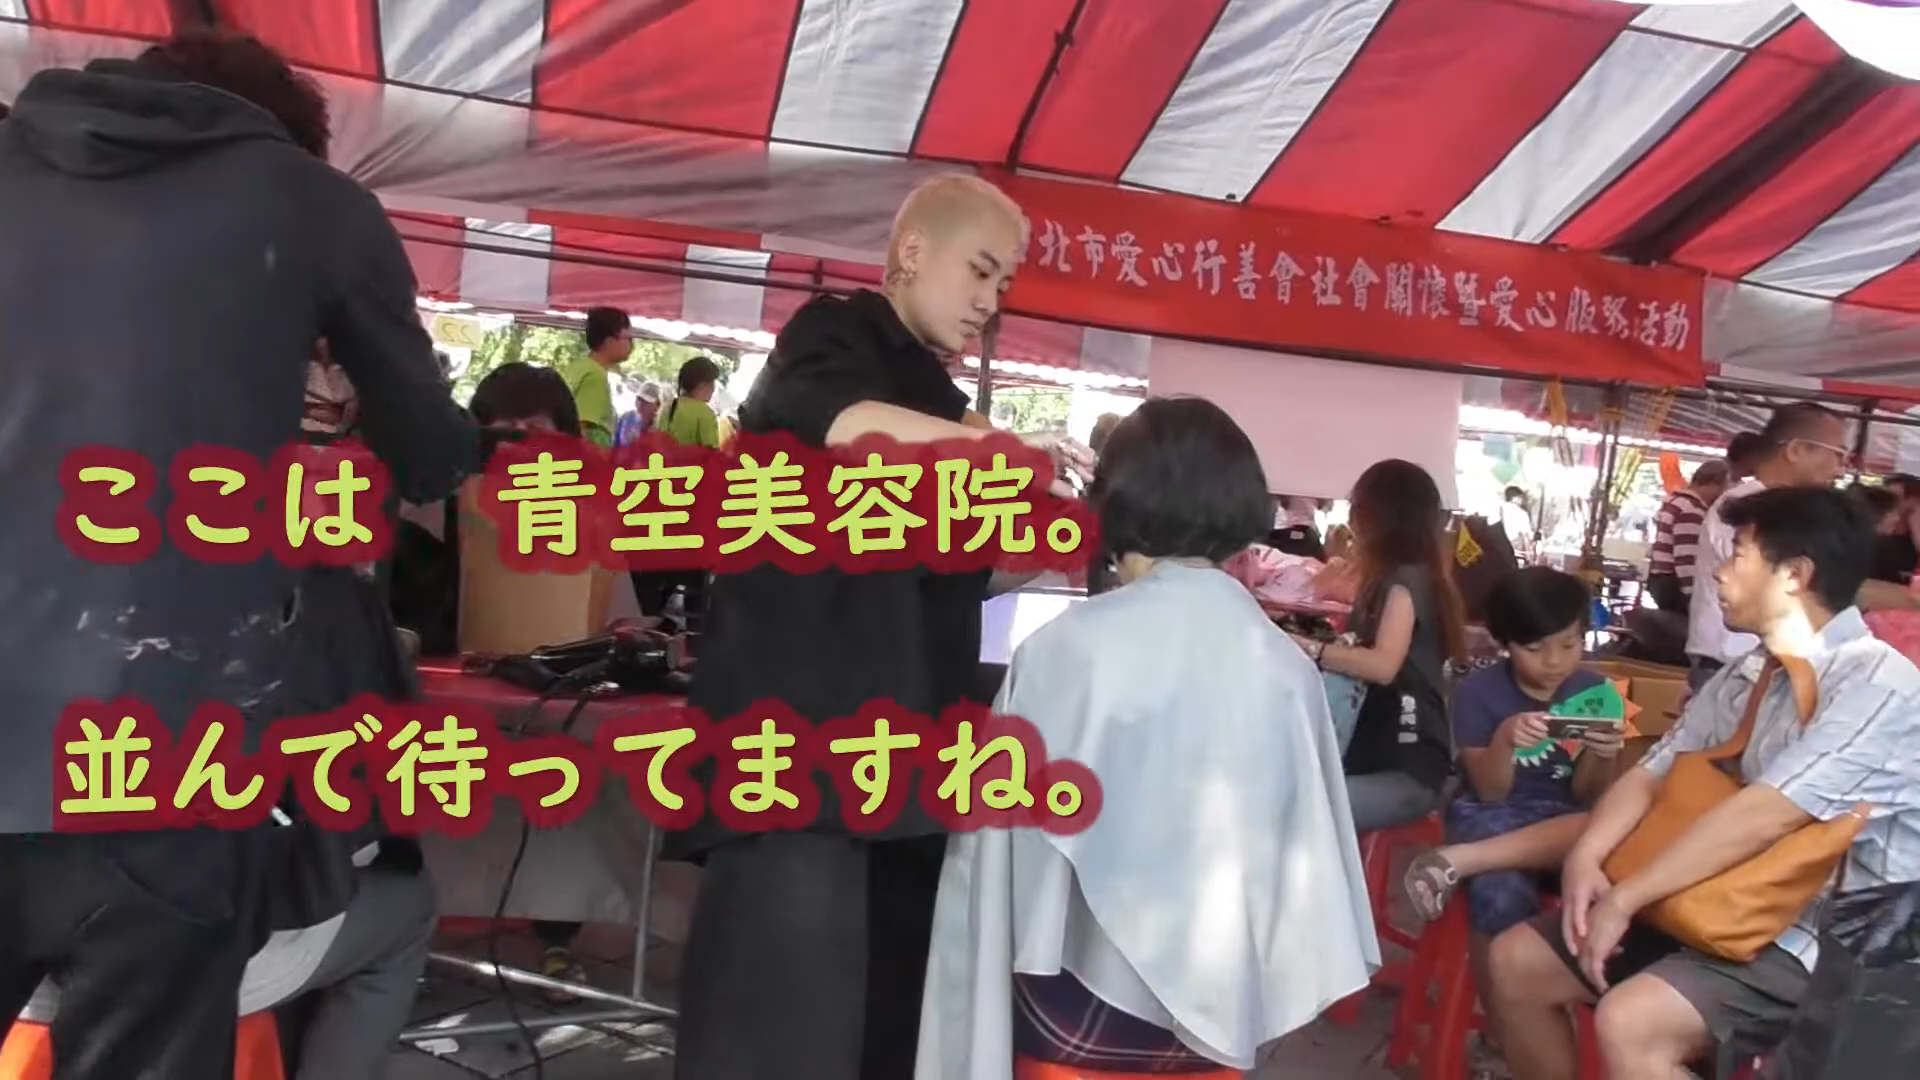 北市愛心行善會社會關懷暨愛心服務活動
ここは　青空美容院。
並んで待ってますね。